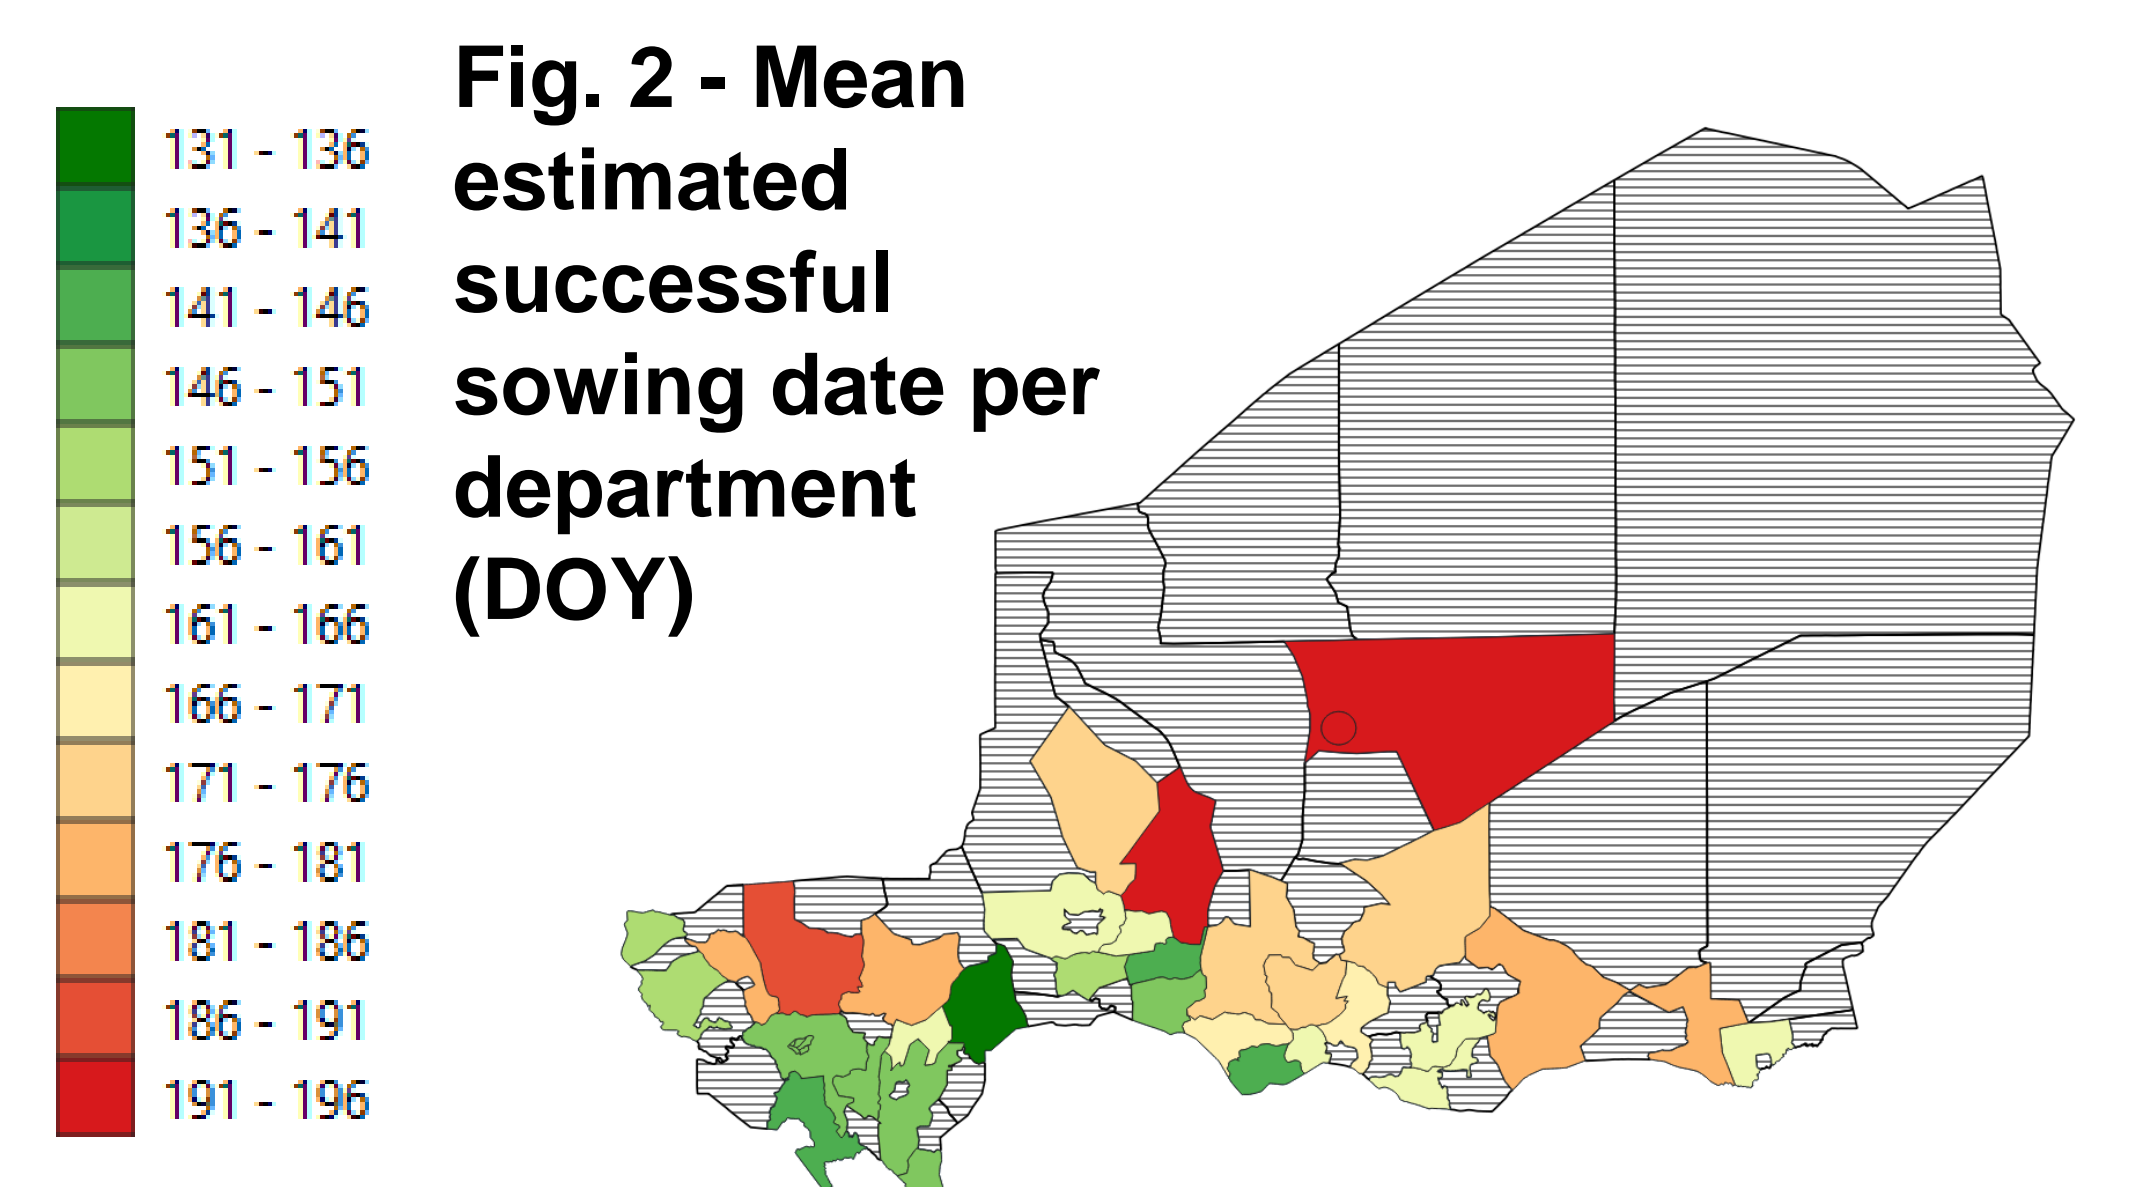 Fig. 2 - Mean
estimated
successful
sowing date per
department
(DOY)
131 - 136
136 - 141
141 - 146
146 - 151
151 - 156
156 - 161
161 - 166
166 - 171
171 - 176
176 - 181
181 - 186
186 - 191
191 - 196